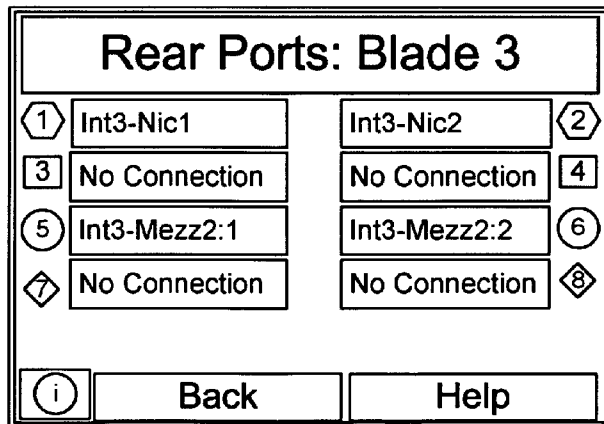 Rear Ports: Blade 3
1 Int3-Nic1 Int3-Nic2 2
3 No Connection No Connection 4
5 Int3-Mezz2:1 Int3-Mezz2:2 6
7 No Connection No Connection 8
i Back Help